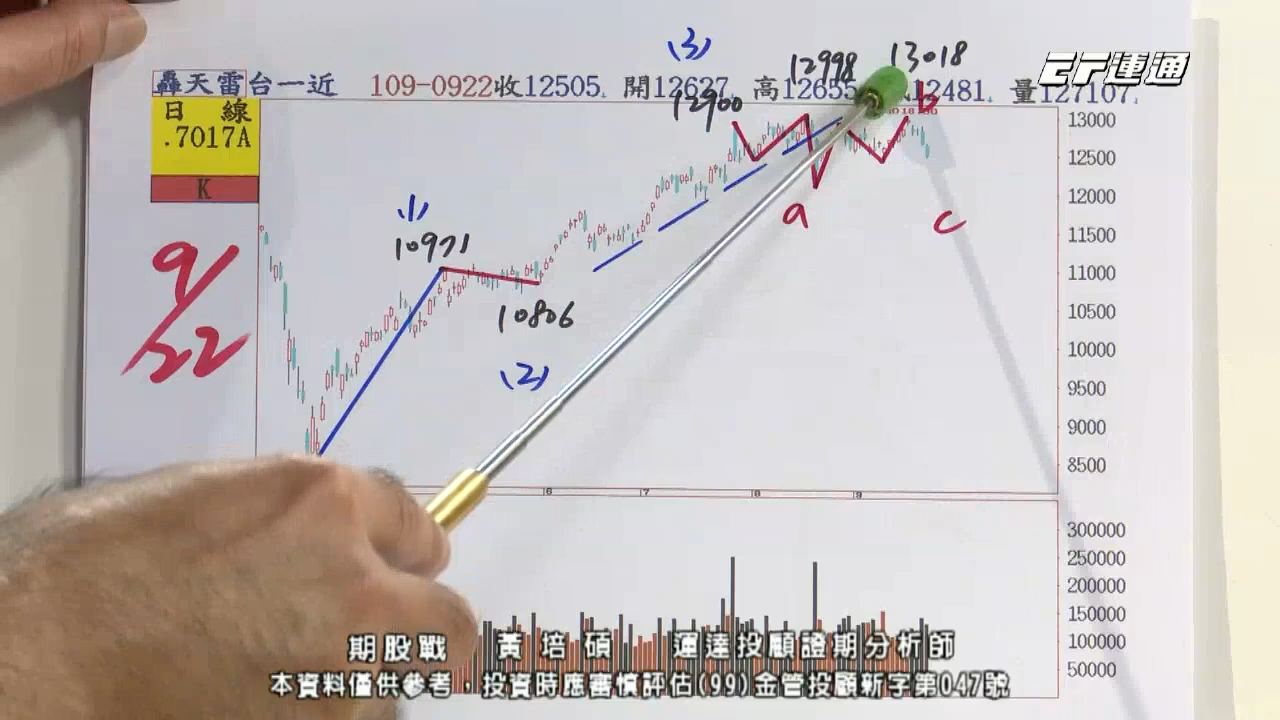 (3)
12998
13018
運通
轟天雷台一近 109-0922收12505 開12627 高12655 12481 量127107
12900
b
日 線
.7017A
K
13000
12500
12000
11500
11000
10500
10000
9500
9000
8500
(1)
10971
a
c
9/22
10806
(2)
6 7 8 9
300000
250000
200000
150000
100000
50000
期股戰 黃培碩 運達投顧證期分析師
本資料僅供參考，投資時應審慎評估(99)金管投顧新字第047號